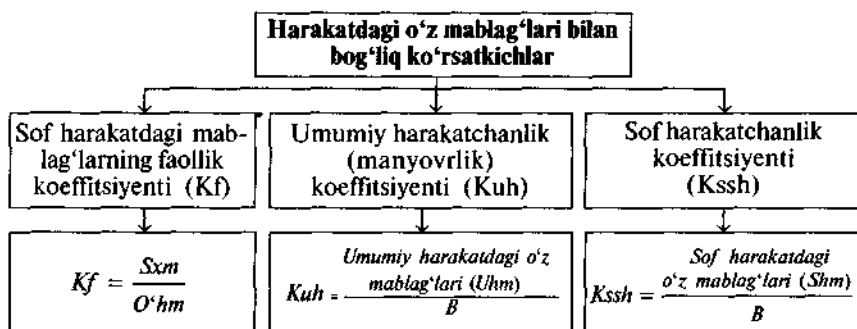 Harakatdagi o‘z mablag‘lari bilan
bog‘liq ko‘rsatkichlar
Sof harakatdagi mab-
lag‘larning faollik
koeffitsiyenti (Kf)
Umumiy harakatchanlik
(manyovrlik)
koeffitsiyenti (Kuh)
Sof harakatchanlik
koeffitsiyenti
(Kssh)
Kf = Sxm / O‘hm
Kuh = Umumiy harakatdagi o‘z
mablag‘lari (Uhm)
B
Kssh = Sof harakatdagi
o‘z mablag‘lari (Shm)
B